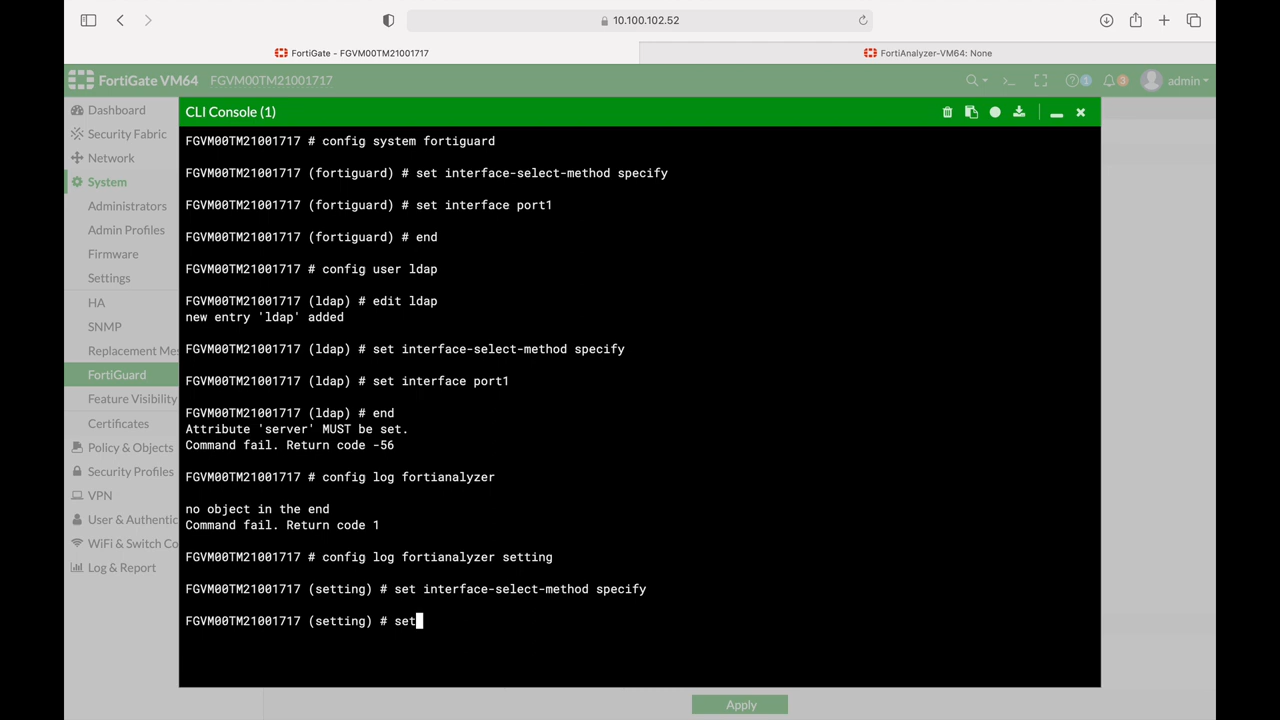 10.100.102.52
FortiGate - FGVM00TM21001717
FortiAnalyzer-VM64: None
FortiGate VM64
FGVM00TM21001717
1
3
admin
Dashboard
Security Fabric
Network
System
Administrators
Admin Profiles
Firmware
Settings
HA
SNMP
Replacement Mes
FortiGuard
Feature Visibility
Certificates
Policy & Objects
Security Profiles
VPN
User & Authentic
WiFi & Switch Co
Log & Report
CLI Console (1)
FGVM00TM21001717 # config system fortiguard
FGVM00TM21001717 (fortiguard) # set interface-select-method specify
FGVM00TM21001717 (fortiguard) # set interface port1
FGVM00TM21001717 (fortiguard) # end
FGVM00TM21001717 # config user ldap
FGVM00TM21001717 (ldap) # edit ldap
new entry 'ldap' added
FGVM00TM21001717 (ldap) # set interface-select-method specify
FGVM00TM21001717 (ldap) # set interface port1
FGVM00TM21001717 (ldap) # end
Attribute 'server' MUST be set.
Command fail. Return code -56
FGVM00TM21001717 # config log fortianalyzer
no object in the end
Command fail. Return code 1
FGVM00TM21001717 # config log fortianalyzer setting
FGVM00TM21001717 (setting) # set interface-select-method specify
FGVM00TM21001717 (setting) # set
Apply